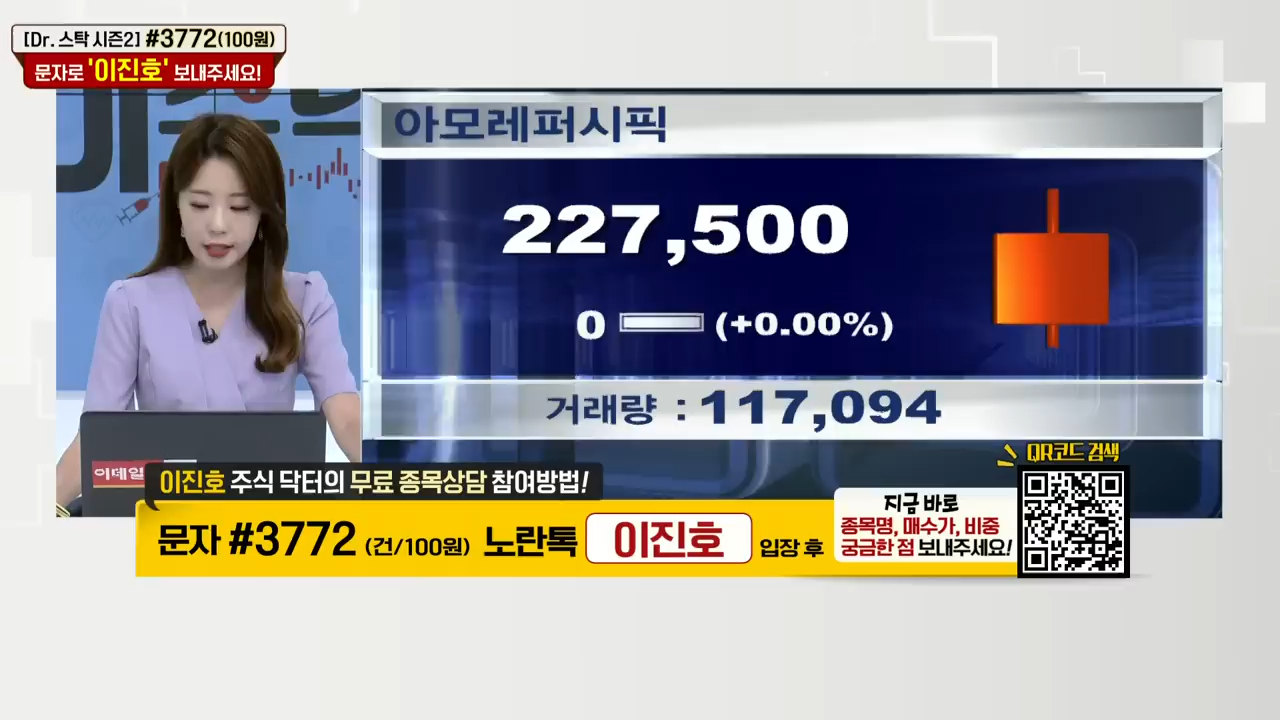 [Dr. 스탁 시즌2] #3772(100원)
문자로 '이진호' 보내주세요!
아모레퍼시픽
227,500
0 (+0.00%)
거래량 : 117,094
이데일
QR코드 검색
이진호 주식 닥터의 무료 종목상담 참여방법!
문자 #3772 (건/100원) 노란톡 이진호 입장 후
지금 바로
종목명, 매수가, 비중
궁금한 점 보내주세요!